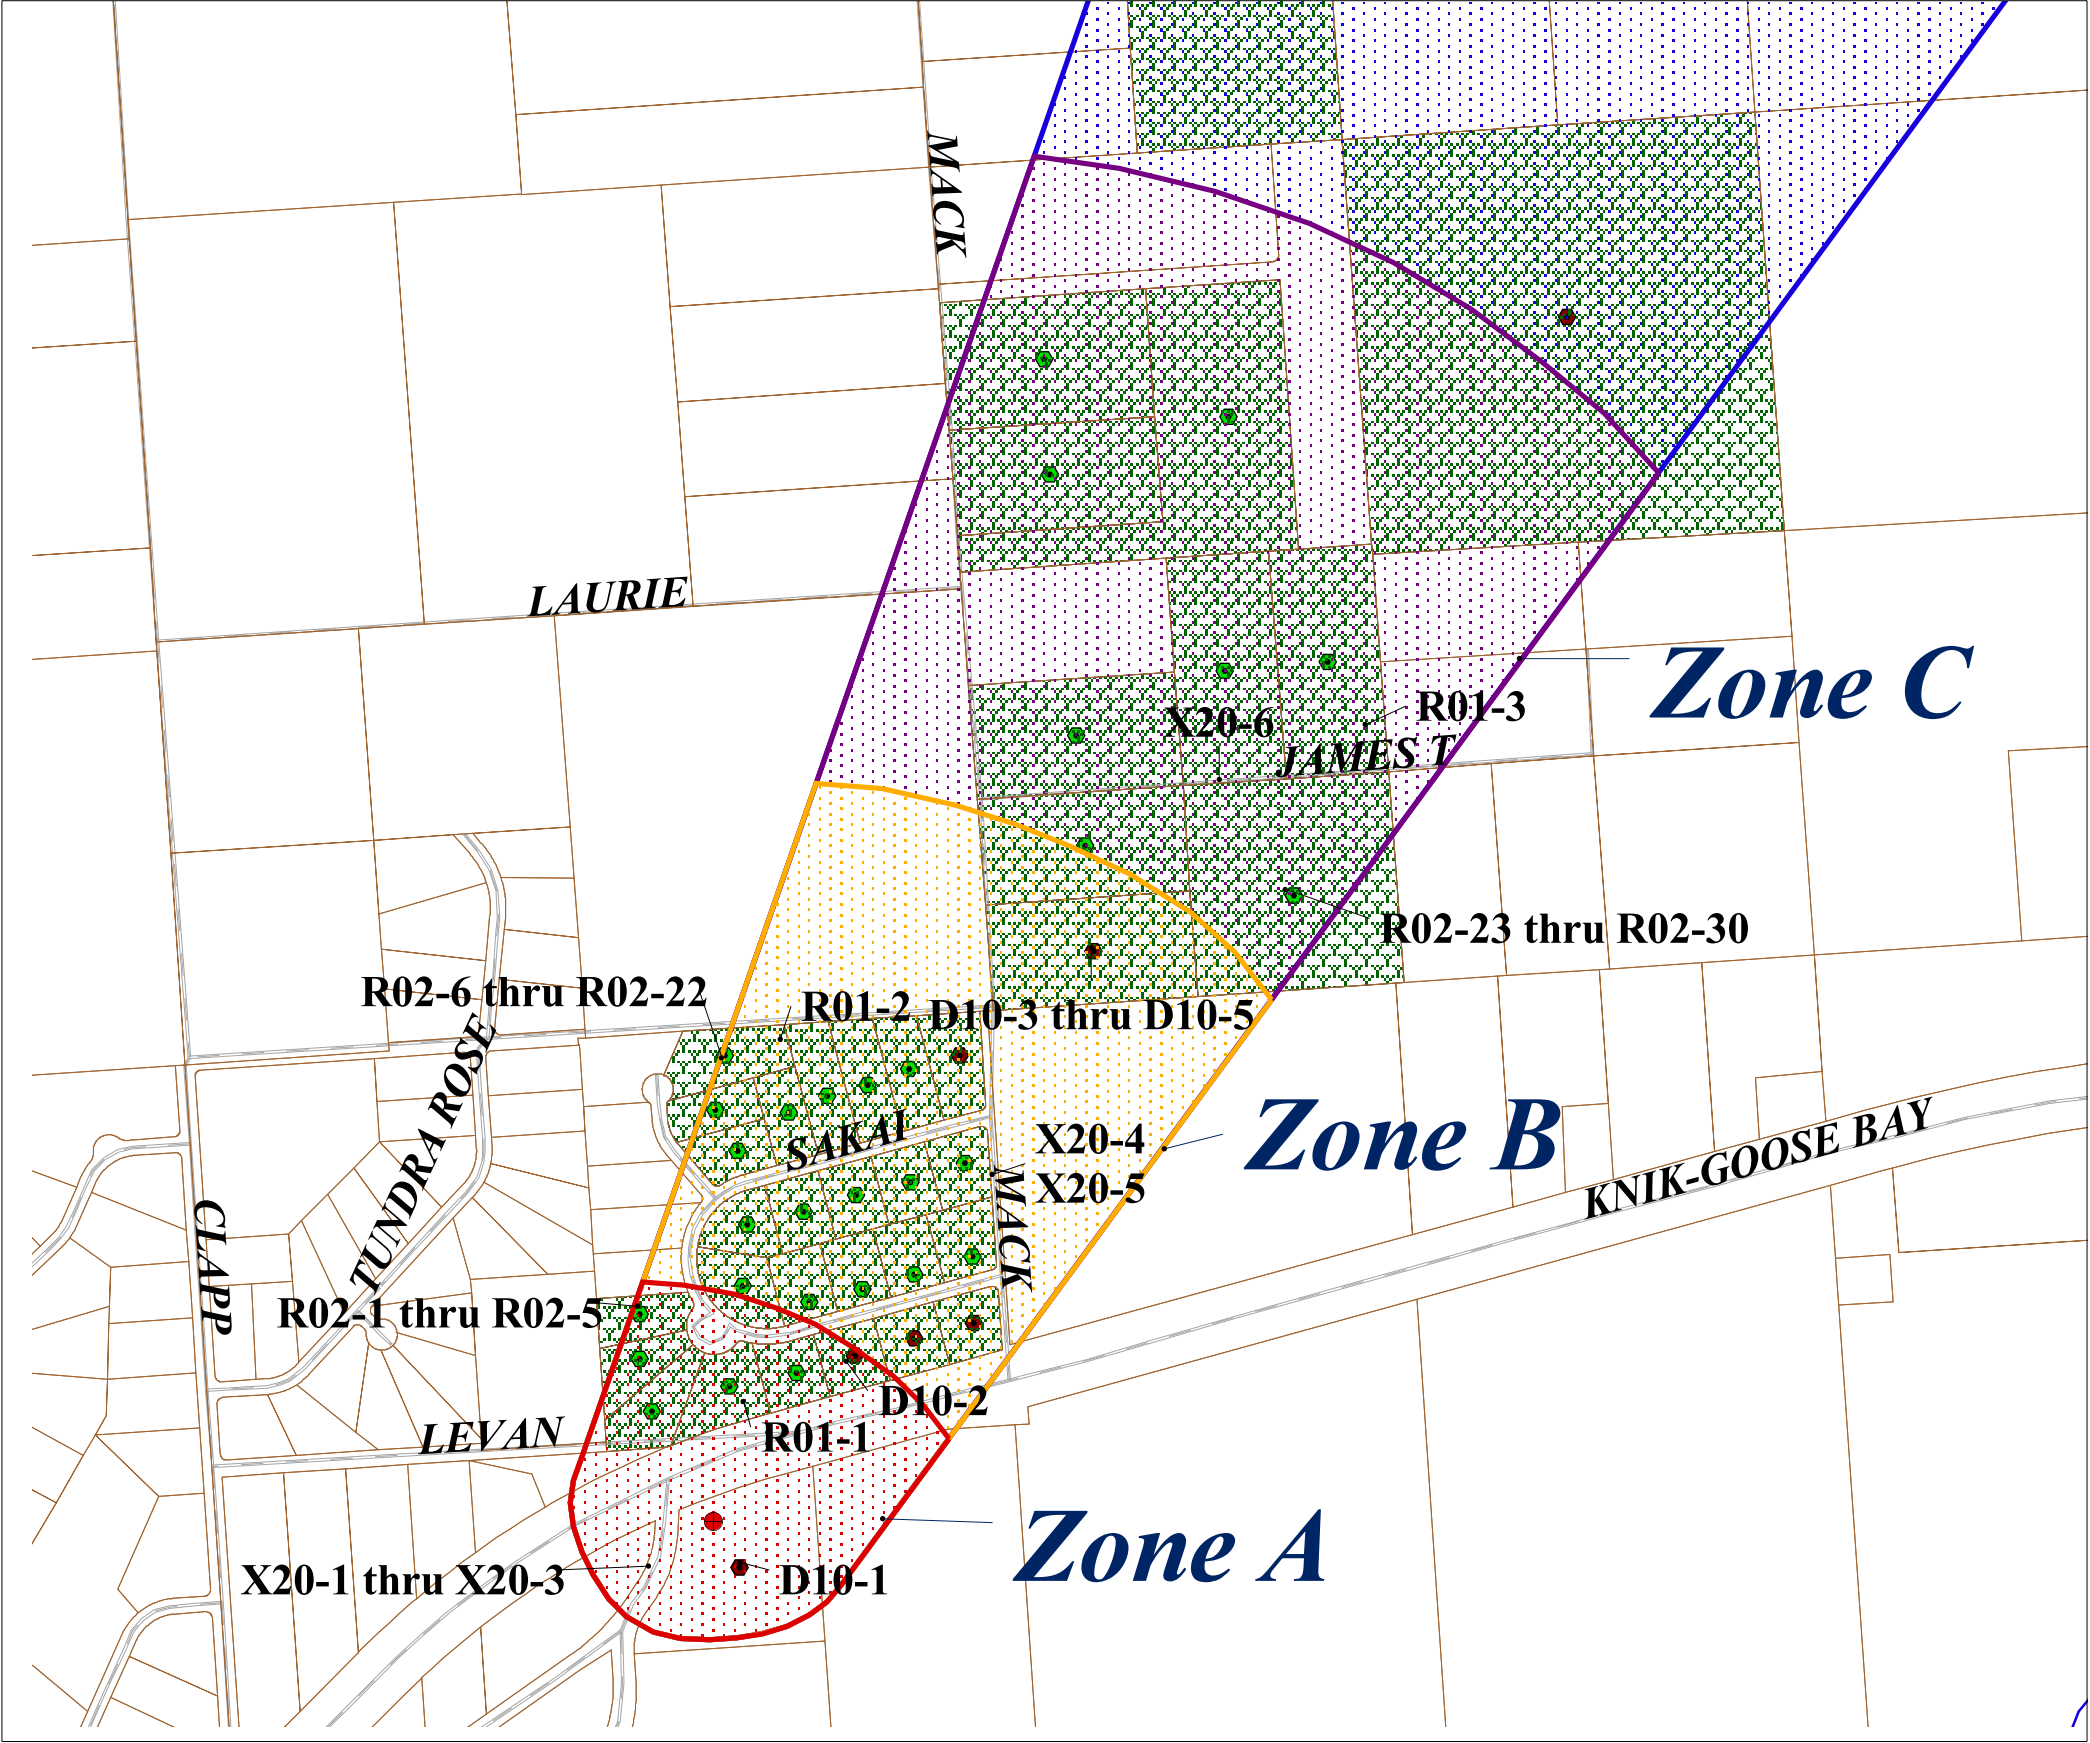 MACK
LAURIE
Zone C
R01-3
X20-6
JAMES T
R02-23 thru R02-30
R02-6 thru R02-22
R01-2
D10-3 thru D10-5
TUNDRA ROSE
SAKAI
X20-4
X20-5
Zone B
KNIK-GOOSE BAY
MACK
CLAPP
R02-1 thru R02-5
D10-2
R01-1
LEVAN
Zone A
X20-1 thru X20-3
D10-1